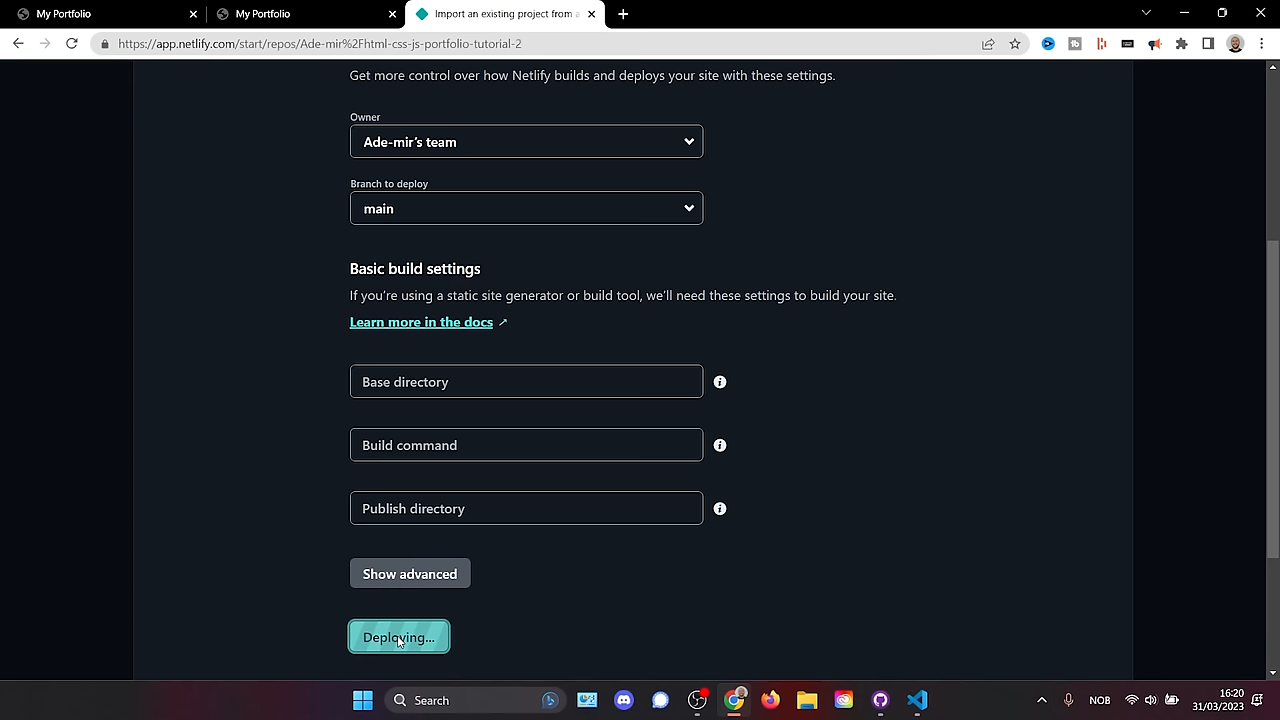 My Portfolio
My Portfolio
Import an existing project from a
https://app.netlify.com/start/repos/Ade-mir%2Fhtml-css-js-portfolio-tutorial-2
Get more control over how Netlify builds and deploys your site with these settings.
Owner
Ade-mir's team
Branch to deploy
main
Basic build settings
If you're using a static site generator or build tool, we'll need these settings to build your site.
Learn more in the docs ↗
Base directory
Build command
Publish directory
Show advanced
Deploying...
Search
NOB
16:20
31/03/2023